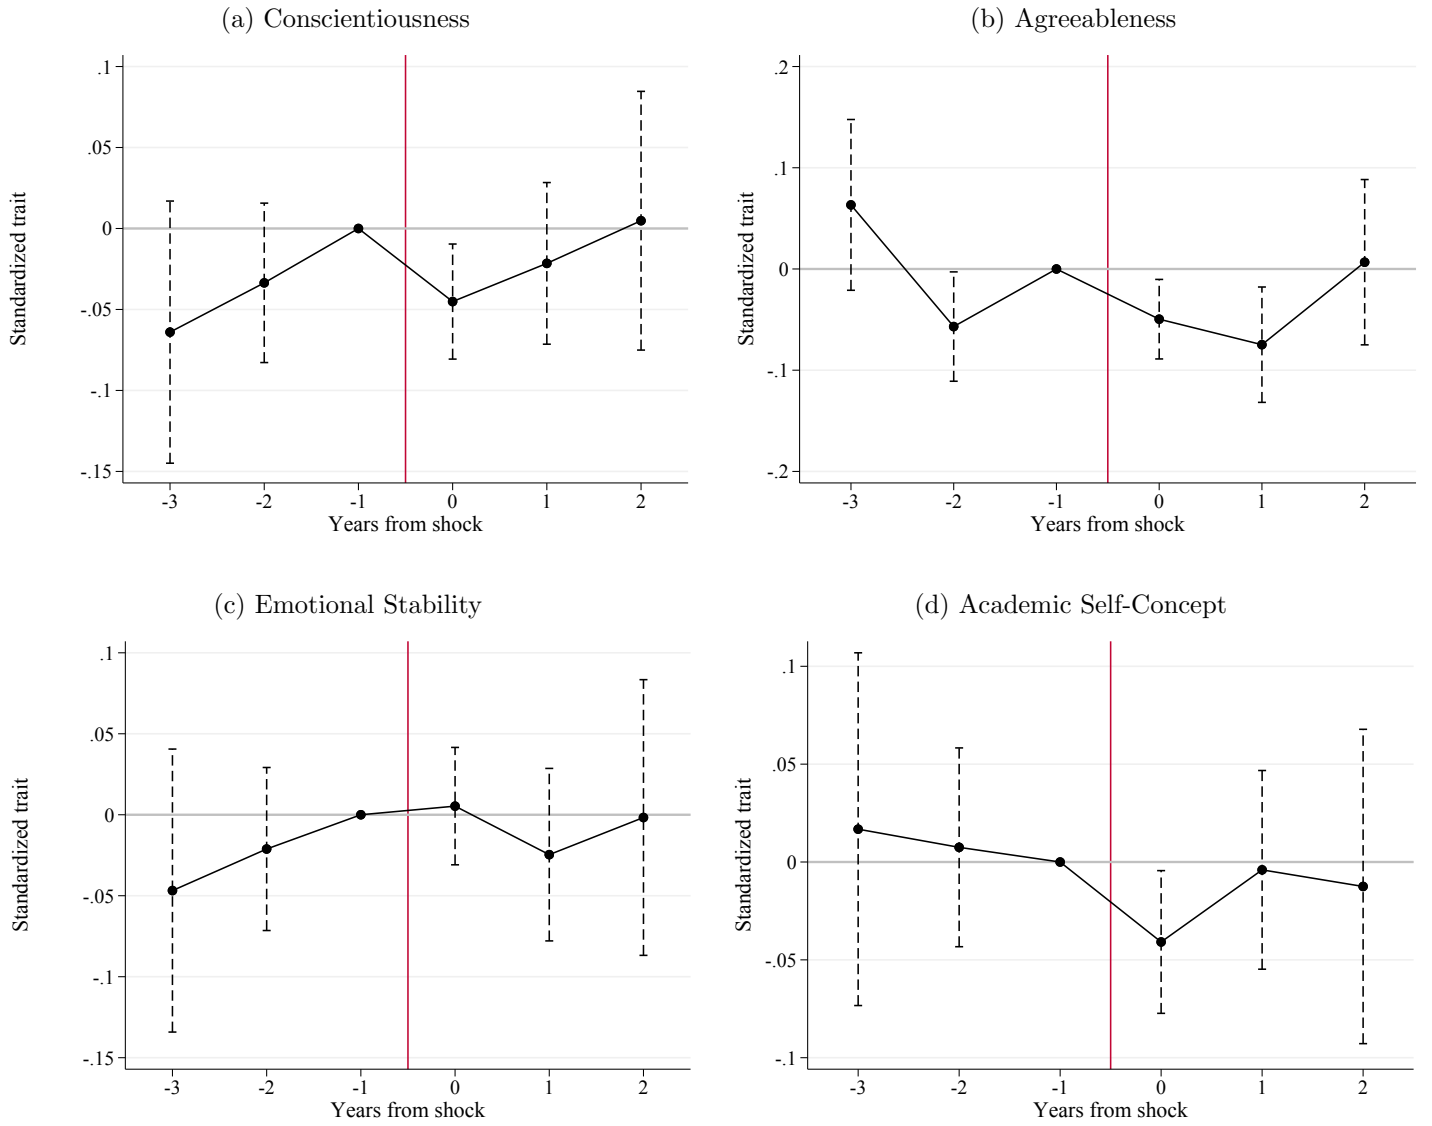 (a) Conscientiousness
.1
.05
0
-.05
-.1
-.15
Standardized trait
-3 -2 -1 0 1 2
Years from shock
(b) Agreeableness
.2
.1
0
-.1
-.2
Standardized trait
-3 -2 -1 0 1 2
Years from shock
(c) Emotional Stability
.1
.05
0
-.05
-.1
-.15
Standardized trait
-3 -2 -1 0 1 2
Years from shock
(d) Academic Self-Concept
.1
.05
0
-.05
-.1
Standardized trait
-3 -2 -1 0 1 2
Years from shock